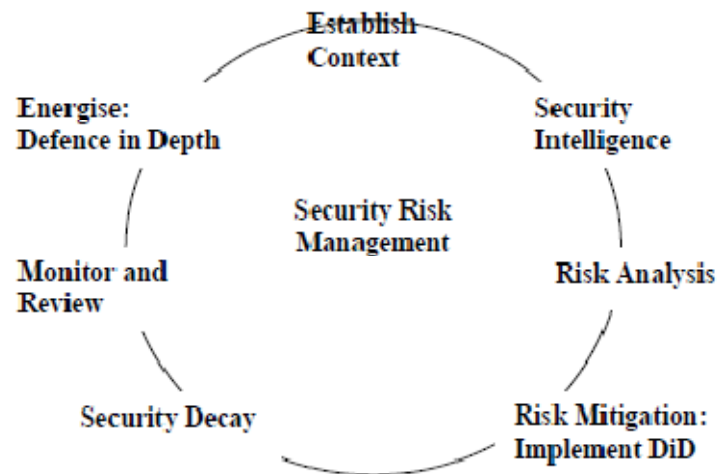 Establish
Context
Security
Intelligence
Risk Analysis
Risk Mitigation:
Implement DiD
Security Decay
Monitor and
Review
Energise:
Defence in Depth
Security Risk
Management